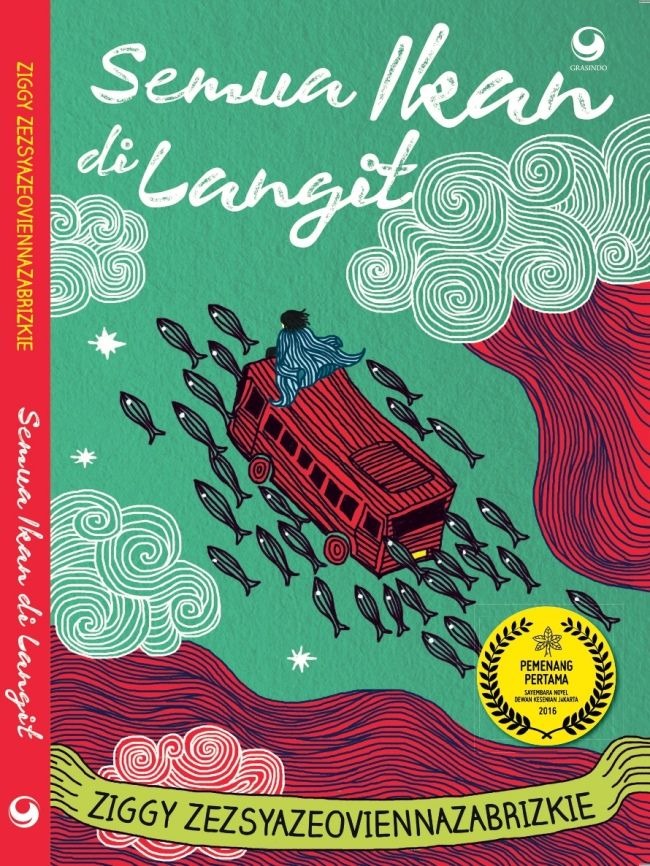 ZIGGY ZEZSYAZEOVIENNAZABRIZKIE
Semua Ikan di Langit
Semua Ikan
di Langit
GRASINDO
PEMENANG
PERTAMA
SAYEMBARA NOVEL
DEWAN KESENIAN JAKARTA
2016
ZIGGY ZEZSYAZEOVIENNAZABRIZKIE